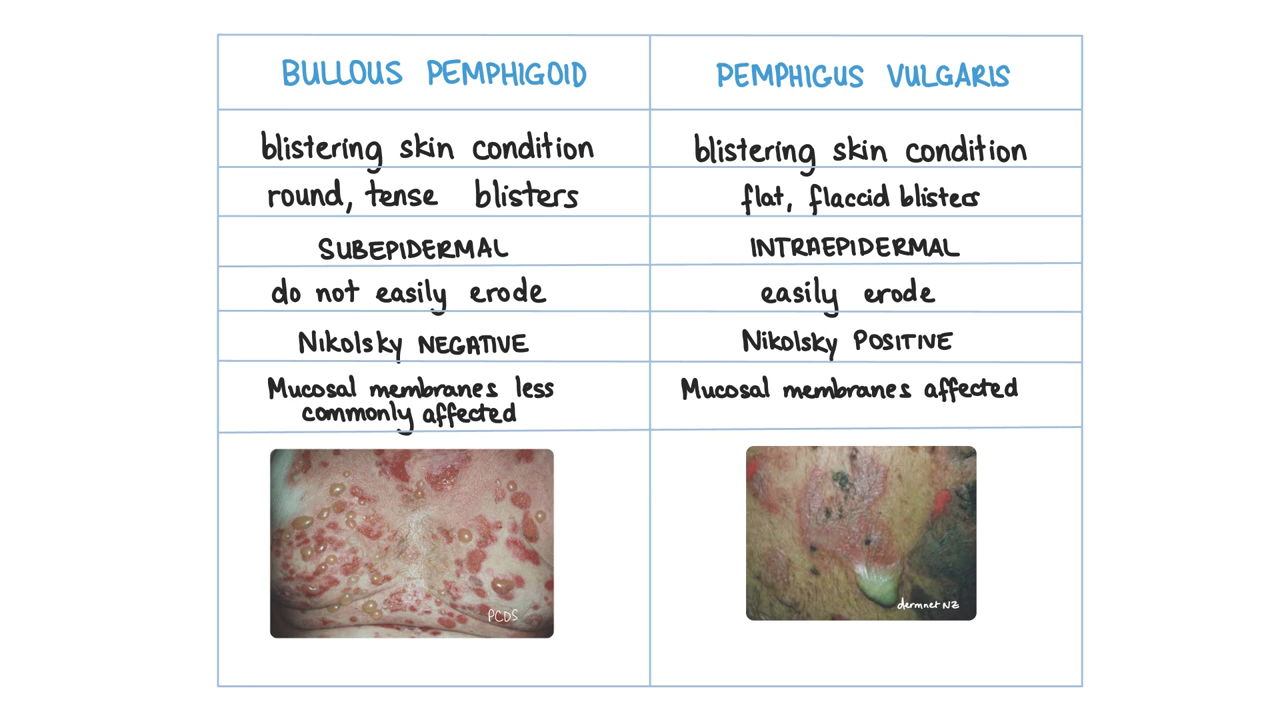 BULLOUS PEMPHIGOID
PEMPHIGUS VULGARIS
blistering skin condition
blistering skin condition
round, tense blisters
flat, flaccid blisters
SUBEPIDERMAL
INTRAEPIDERMAL
do not easily erode
easily erode
Nikolsky NEGATIVE
Nikolsky POSITIVE
Mucosal membranes less
commonly affected
Mucosal membranes affected
PCDS
dermnet NZ